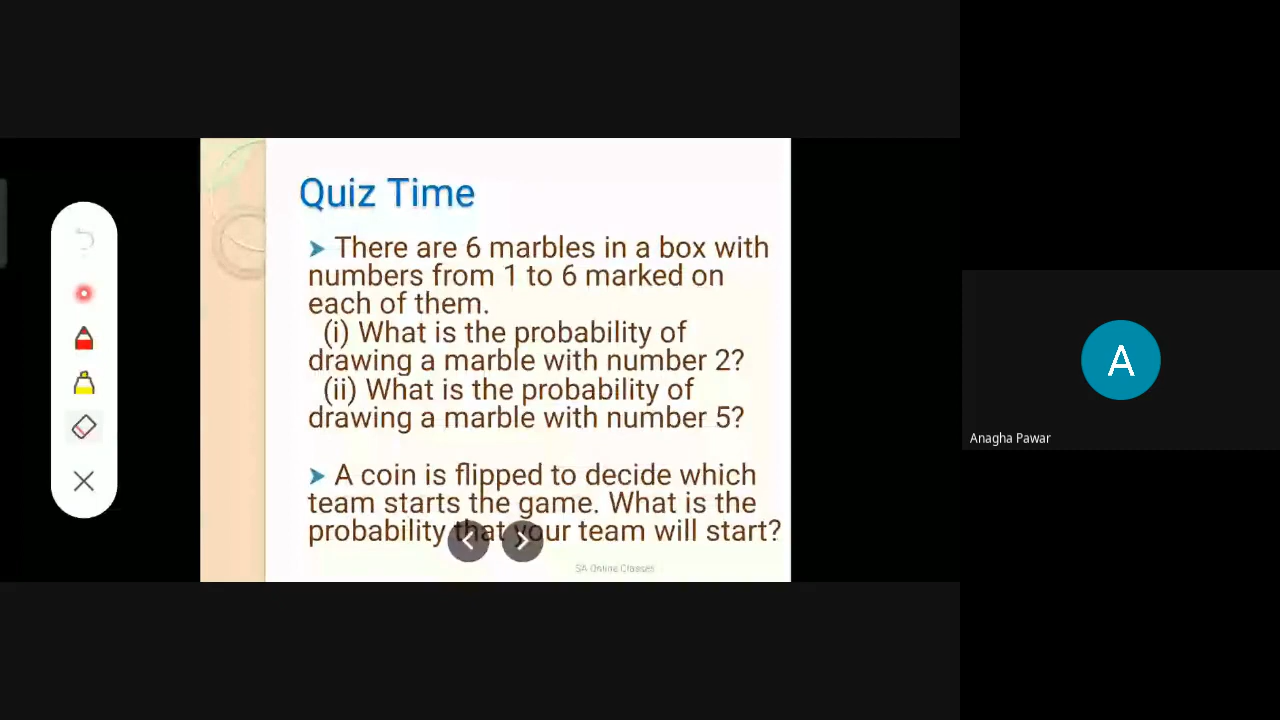 Quiz Time
➤ There are 6 marbles in a box with
numbers from 1 to 6 marked on
each of them.
(i) What is the probability of
drawing a marble with number 2?
(ii) What is the probability of
drawing a marble with number 5?
➤ A coin is flipped to decide which
team starts the game. What is the
probability that your team will start?
SA Online Classes
A
Anagha Pawar